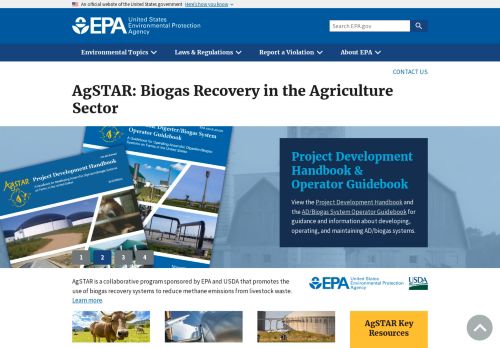 An official website of the United States government Here's how you know
EPA United States
Environmental Protection
Agency
Search EPA.gov
Environmental Topics Laws & Regulations Report a Violation About EPA
CONTACT US
AgSTAR: Biogas Recovery in the Agriculture
Sector
Digester/Biogas System
Operator Guidebook
Project Development Handbook
AgSTAR
Project Development
Handbook &
Operator Guidebook
View the Project Development Handbook and
the AD/Biogas System Operator Guidebook for
guidance and information about developing,
operating, and maintaining AD/biogas systems.
1 2 3 4
AgSTAR is a collaborative program sponsored by EPA and USDA that promotes the
use of biogas recovery systems to reduce methane emissions from livestock waste.
Learn more.
EPA United States
Environmental Protection
Agency
USDA
AgSTAR Key
Resources